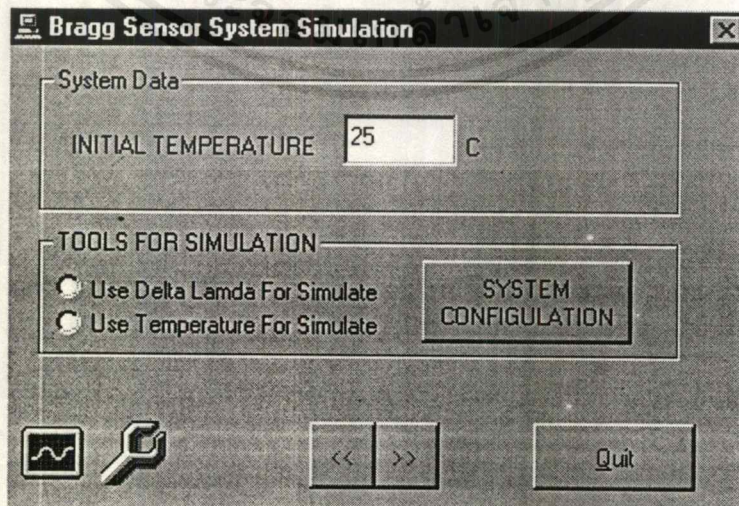 Bragg Sensor System Simulation
System Data
INITIAL TEMPERATURE 25 C
TOOLS FOR SIMULATION
Use Delta Lamda For Simulate
Use Temperature For Simulate
SYSTEM
CONFIGULATION
<< >>
Quit